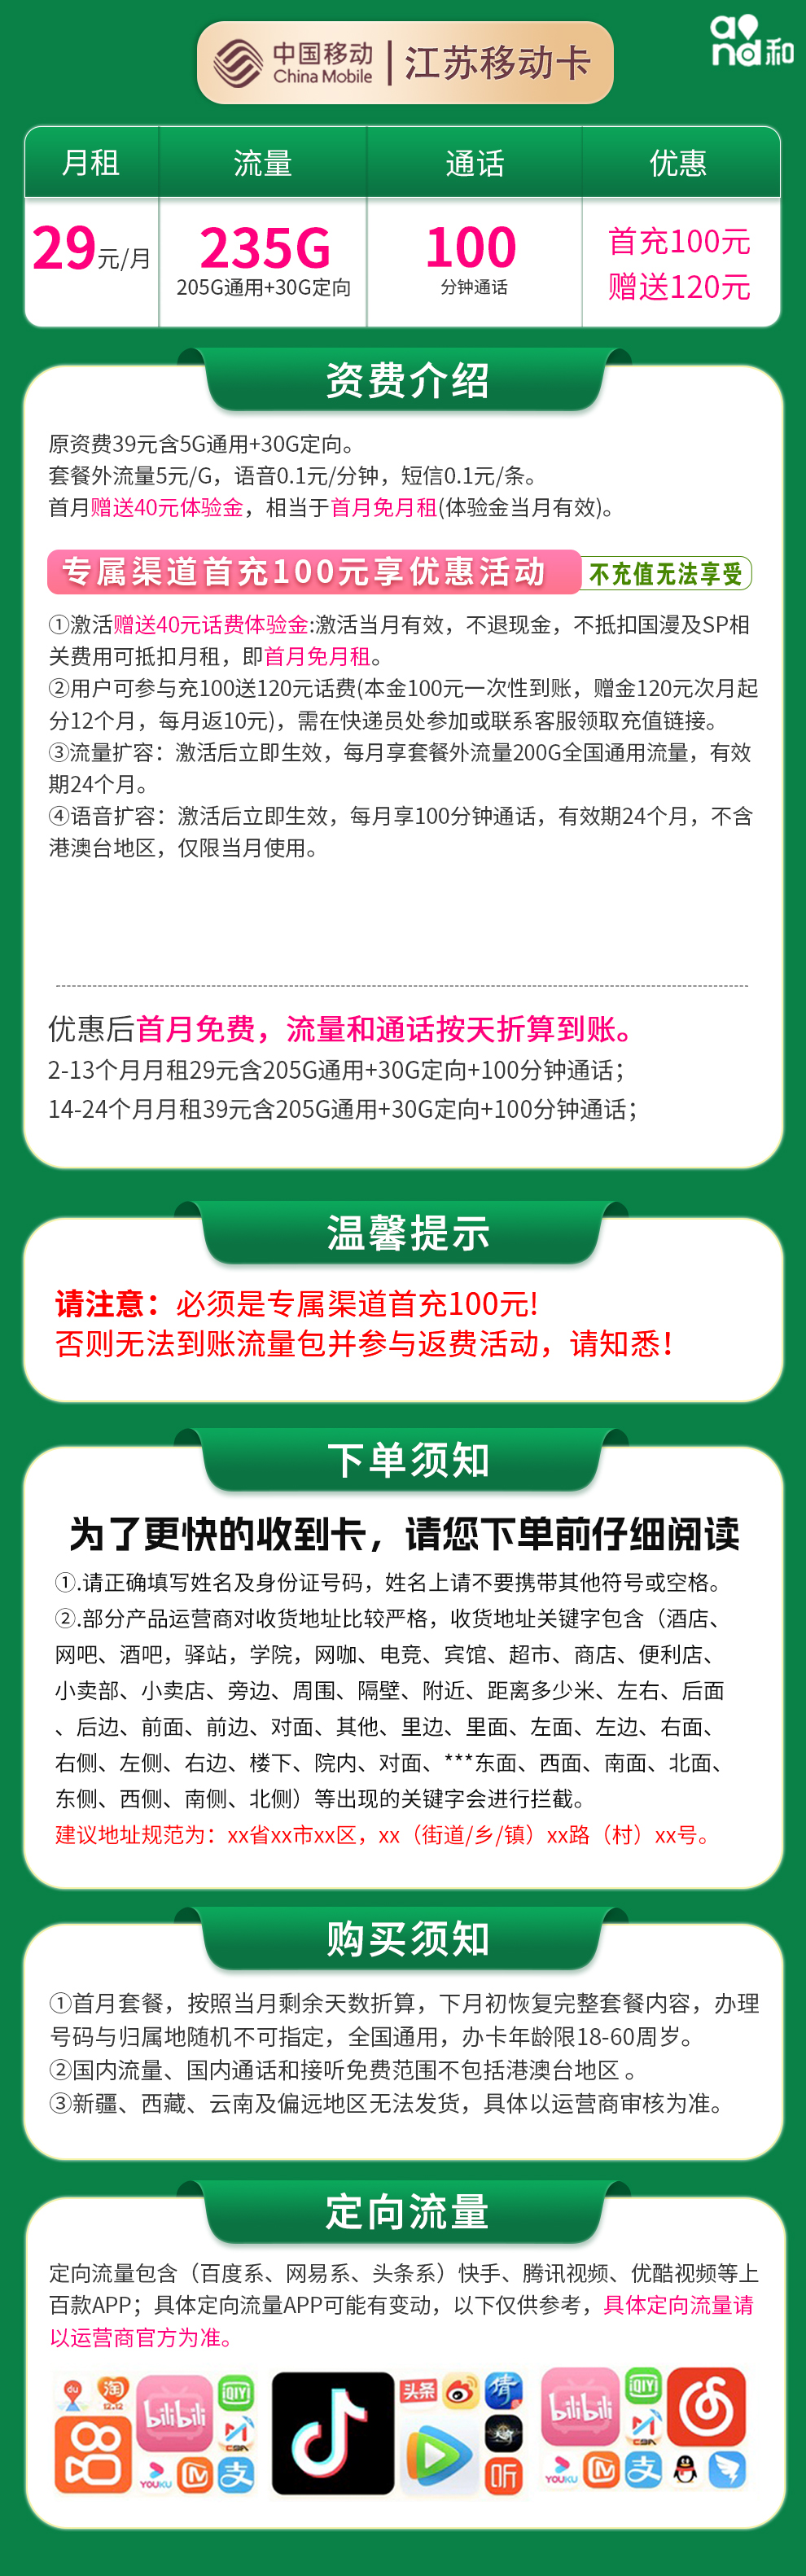 and和
中国移动 China Mobile | 江苏移动卡
月租 流量 通话 优惠
29元/月 235G 100 首充100元
205G通用+30G定向 分钟通话 赠送120元
资费介绍
原资费39元含5G通用+30G定向。
套餐外流量5元/G，语音0.1元/分钟，短信0.1元/条。
首月赠送40元体验金，相当于首月免月租(体验金当月有效)。
专属渠道首充100元享优惠活动 不充值无法享受
①激活赠送40元话费体验金:激活当月有效，不退现金，不抵扣国漫及SP相
关费用可抵扣月租，即首月免月租。
②用户可参与充100送120元话费(本金100元一次性到账，赠金120元次月起
分12个月，每月返10元)，需在快递员处参加或联系客服领取充值链接。
③流量扩容：激活后立即生效，每月享套餐外流量200G全国通用流量，有效
期24个月。
④语音扩容：激活后立即生效，每月享100分钟通话，有效期24个月，不含
港澳台地区，仅限当月使用。
优惠后首月免费，流量和通话按天折算到账。
2-13个月月租29元含205G通用+30G定向+100分钟通话；
14-24个月月租39元含205G通用+30G定向+100分钟通话；
温馨提示
请注意：必须是专属渠道首充100元!
否则无法到账流量包并参与返费活动，请知悉！
下单须知
为了更快的收到卡，请您下单前仔细阅读
①.请正确填写姓名及身份证号码，姓名上请不要携带其他符号或空格。
②.部分产品运营商对收货地址比较严格，收货地址关键字包含（酒店、
网吧、酒吧，驿站，学院，网咖、电竞、宾馆、超市、商店、便利店、
小卖部、小卖店、旁边、周围、隔壁、附近、距离多少米、左右、后面
、后边、前面、前边、对面、其他、里边、里面、左面、左边、右面、
右侧、左侧、右边、楼下、院内、对面、***东面、西面、南面、北面、
东侧、西侧、南侧、北侧）等出现的关键字会进行拦截。
建议地址规范为：xx省xx市xx区，xx（街道/乡/镇）xx路（村）xx号。
购买须知
①首月套餐，按照当月剩余天数折算，下月初恢复完整套餐内容，办理
号码与归属地随机不可指定，全国通用，办卡年龄限18-60周岁。
②国内流量、国内通话和接听免费范围不包括港澳台地区 。
③新疆、西藏、云南及偏远地区无法发货，具体以运营商审核为准。
定向流量
定向流量包含（百度系、网易系、头条系）快手、腾讯视频、优酷视频等上
百款APP；具体定向流量APP可能有变动，以下仅供参考，具体定向流量请
以运营商官方为准。
du 淘 12.12 bilibili iQIYI 头条 倩 bilibili iQIYI
YOUKU 支 听 YOUKU 支